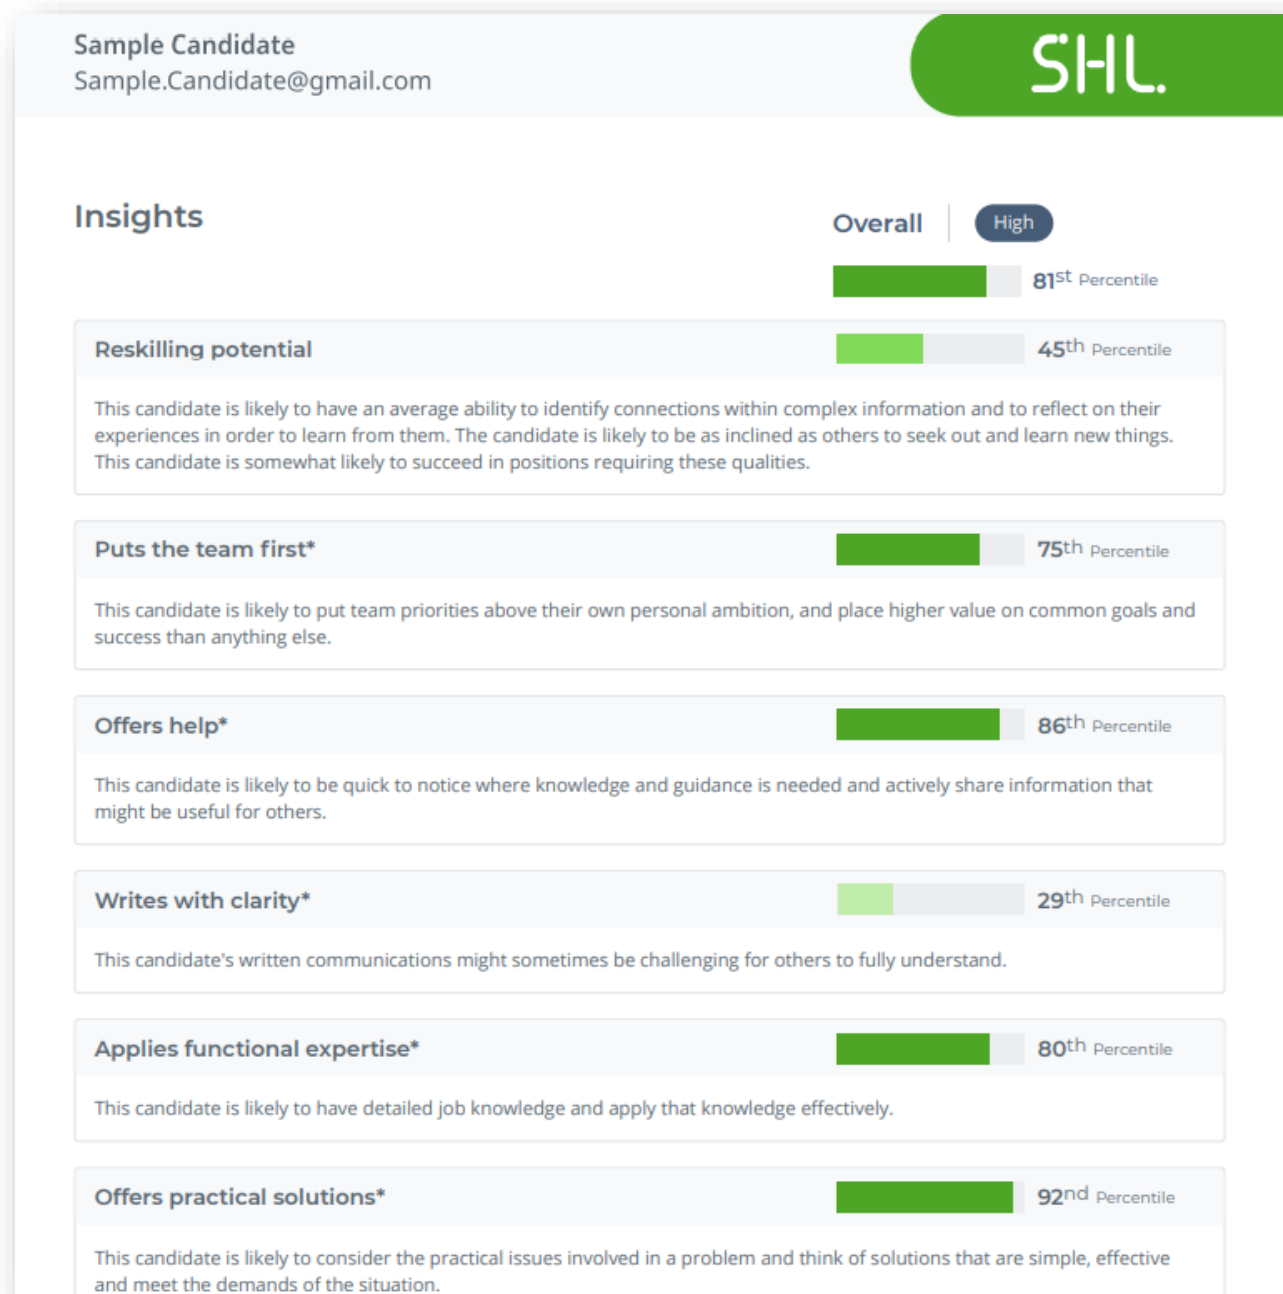 Sample Candidate
Sample.Candidate@gmail.com
SHL.
Insights
Overall
High
81st Percentile
Reskilling potential
45th Percentile
This candidate is likely to have an average ability to identify connections within complex information and to reflect on their
experiences in order to learn from them. The candidate is likely to be as inclined as others to seek out and learn new things.
This candidate is somewhat likely to succeed in positions requiring these qualities.
Puts the team first*
75th Percentile
This candidate is likely to put team priorities above their own personal ambition, and place higher value on common goals and
success than anything else.
Offers help*
86th Percentile
This candidate is likely to be quick to notice where knowledge and guidance is needed and actively share information that
might be useful for others.
Writes with clarity*
29th Percentile
This candidate's written communications might sometimes be challenging for others to fully understand.
Applies functional expertise*
80th Percentile
This candidate is likely to have detailed job knowledge and apply that knowledge effectively.
Offers practical solutions*
92nd Percentile
This candidate is likely to consider the practical issues involved in a problem and think of solutions that are simple, effective
and meet the demands of the situation.